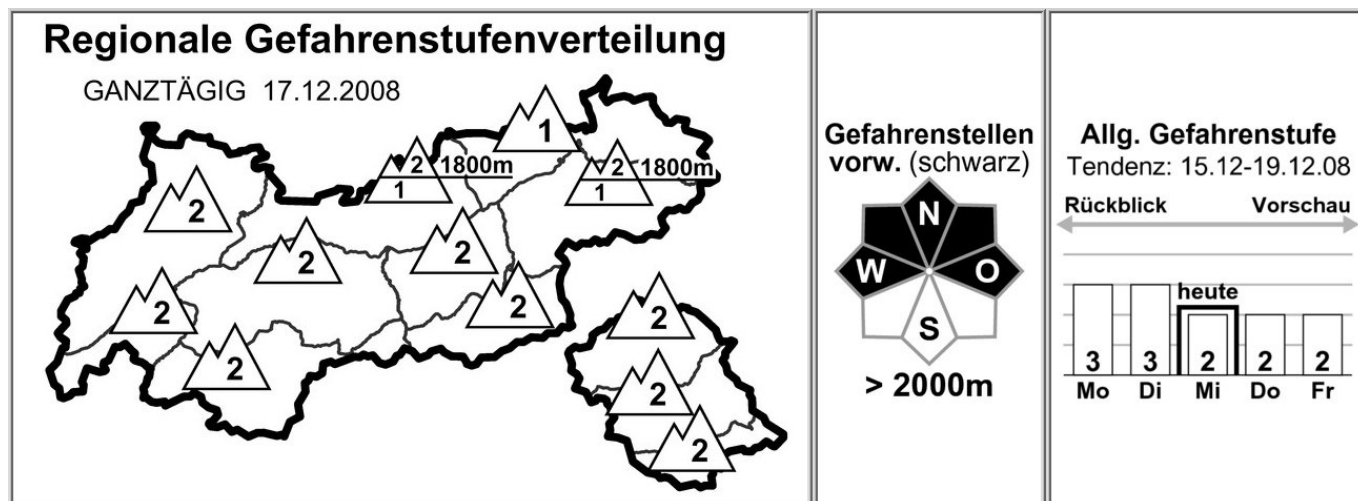 Regionale Gefahrenstufenverteilung
GANZTÄGIG 17.12.2008
1
2 1800m
1
2 1800m
1
2
2
2
2
2
2
2
2
2
2
Gefahrenstellen
vorw. (schwarz)
N
W O
S
> 2000m
Allg. Gefahrenstufe
Tendenz: 15.12-19.12.08
Rückblick Vorschau
heute
3 3 2 2 2
Mo Di Mi Do Fr